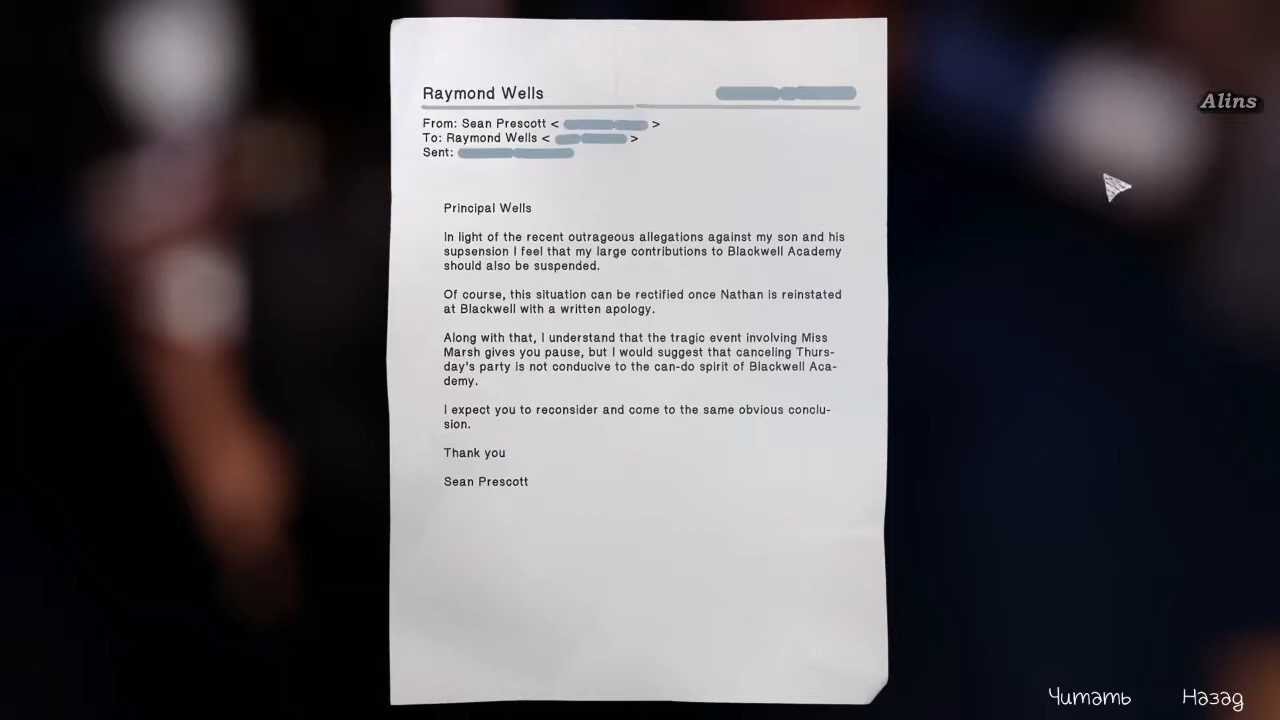 Raymond Wells
Alins
From: Sean Prescott < >
To: Raymond Wells < >
Sent:
Principal Wells
In light of the recent outrageous allegations against my son and his
supsension I feel that my large contributions to Blackwell Academy
should also be suspended.
Of course, this situation can be rectified once Nathan is reinstated
at Blackwell with a written apology.
Along with that, I understand that the tragic event involving Miss
Marsh gives you pause, but I would suggest that canceling Thurs-
day's party is not conducive to the can-do spirit of Blackwell Aca-
demy.
I expect you to reconsider and come to the same obvious conclu-
sion.
Thank you
Sean Prescott
Читать Назад